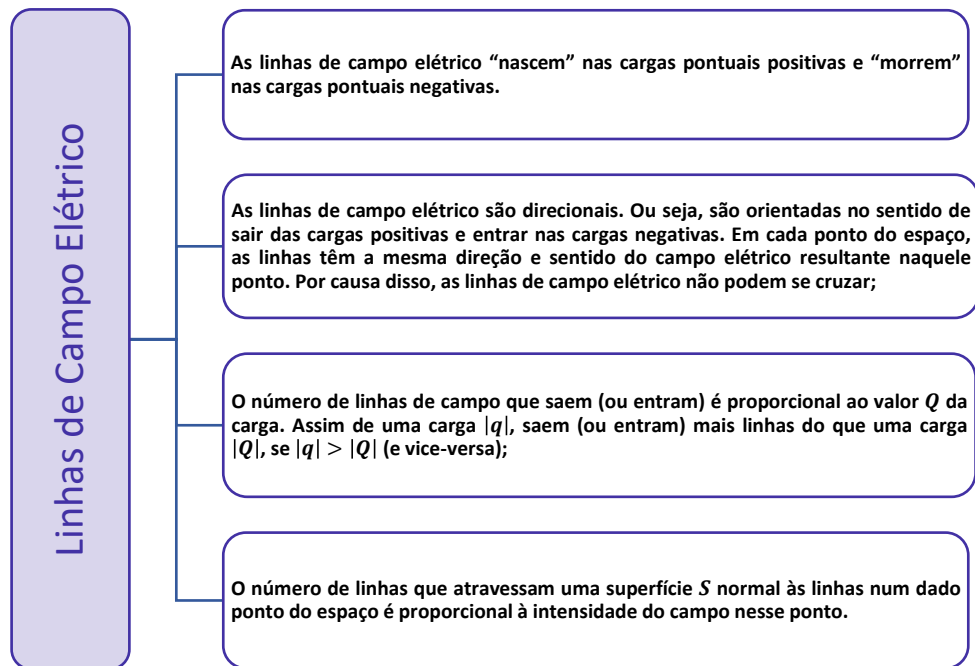 Linhas de Campo Elétrico
As linhas de campo elétrico “nascem” nas cargas pontuais positivas e “morrem”
nas cargas pontuais negativas.
As linhas de campo elétrico são direcionais. Ou seja, são orientadas no sentido de
sair das cargas positivas e entrar nas cargas negativas. Em cada ponto do espaço,
as linhas têm a mesma direção e sentido do campo elétrico resultante naquele
ponto. Por causa disso, as linhas de campo elétrico não podem se cruzar;
O número de linhas de campo que saem (ou entram) é proporcional ao valor Q da
carga. Assim de uma carga |q|, saem (ou entram) mais linhas do que uma carga
|Q|, se |q| > |Q| (e vice-versa);
O número de linhas que atravessam uma superfície S normal às linhas num dado
ponto do espaço é proporcional à intensidade do campo nesse ponto.